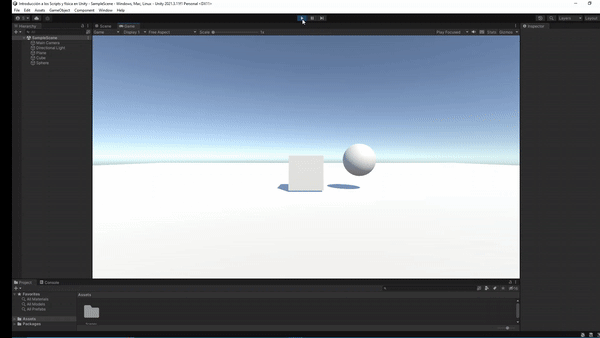 Introducción a los Scripts y física en Unity - SampleScene - Windows, Mac, Linux - Unity 2021.3.11f1 Personal <DX11>
File Edit Assets GameObject Component Window Help
Layers Layout
Hierarchy Scene Game Inspector
Game Display 1 Free Aspect Scale 1x Play Focused Stats Gizmos
SampleScene
Main Camera
Directional Light
Plane
Cube
Sphere
Project Console
Favorites
All Materials
All Models
All Prefabs
Assets
Packages
Assets